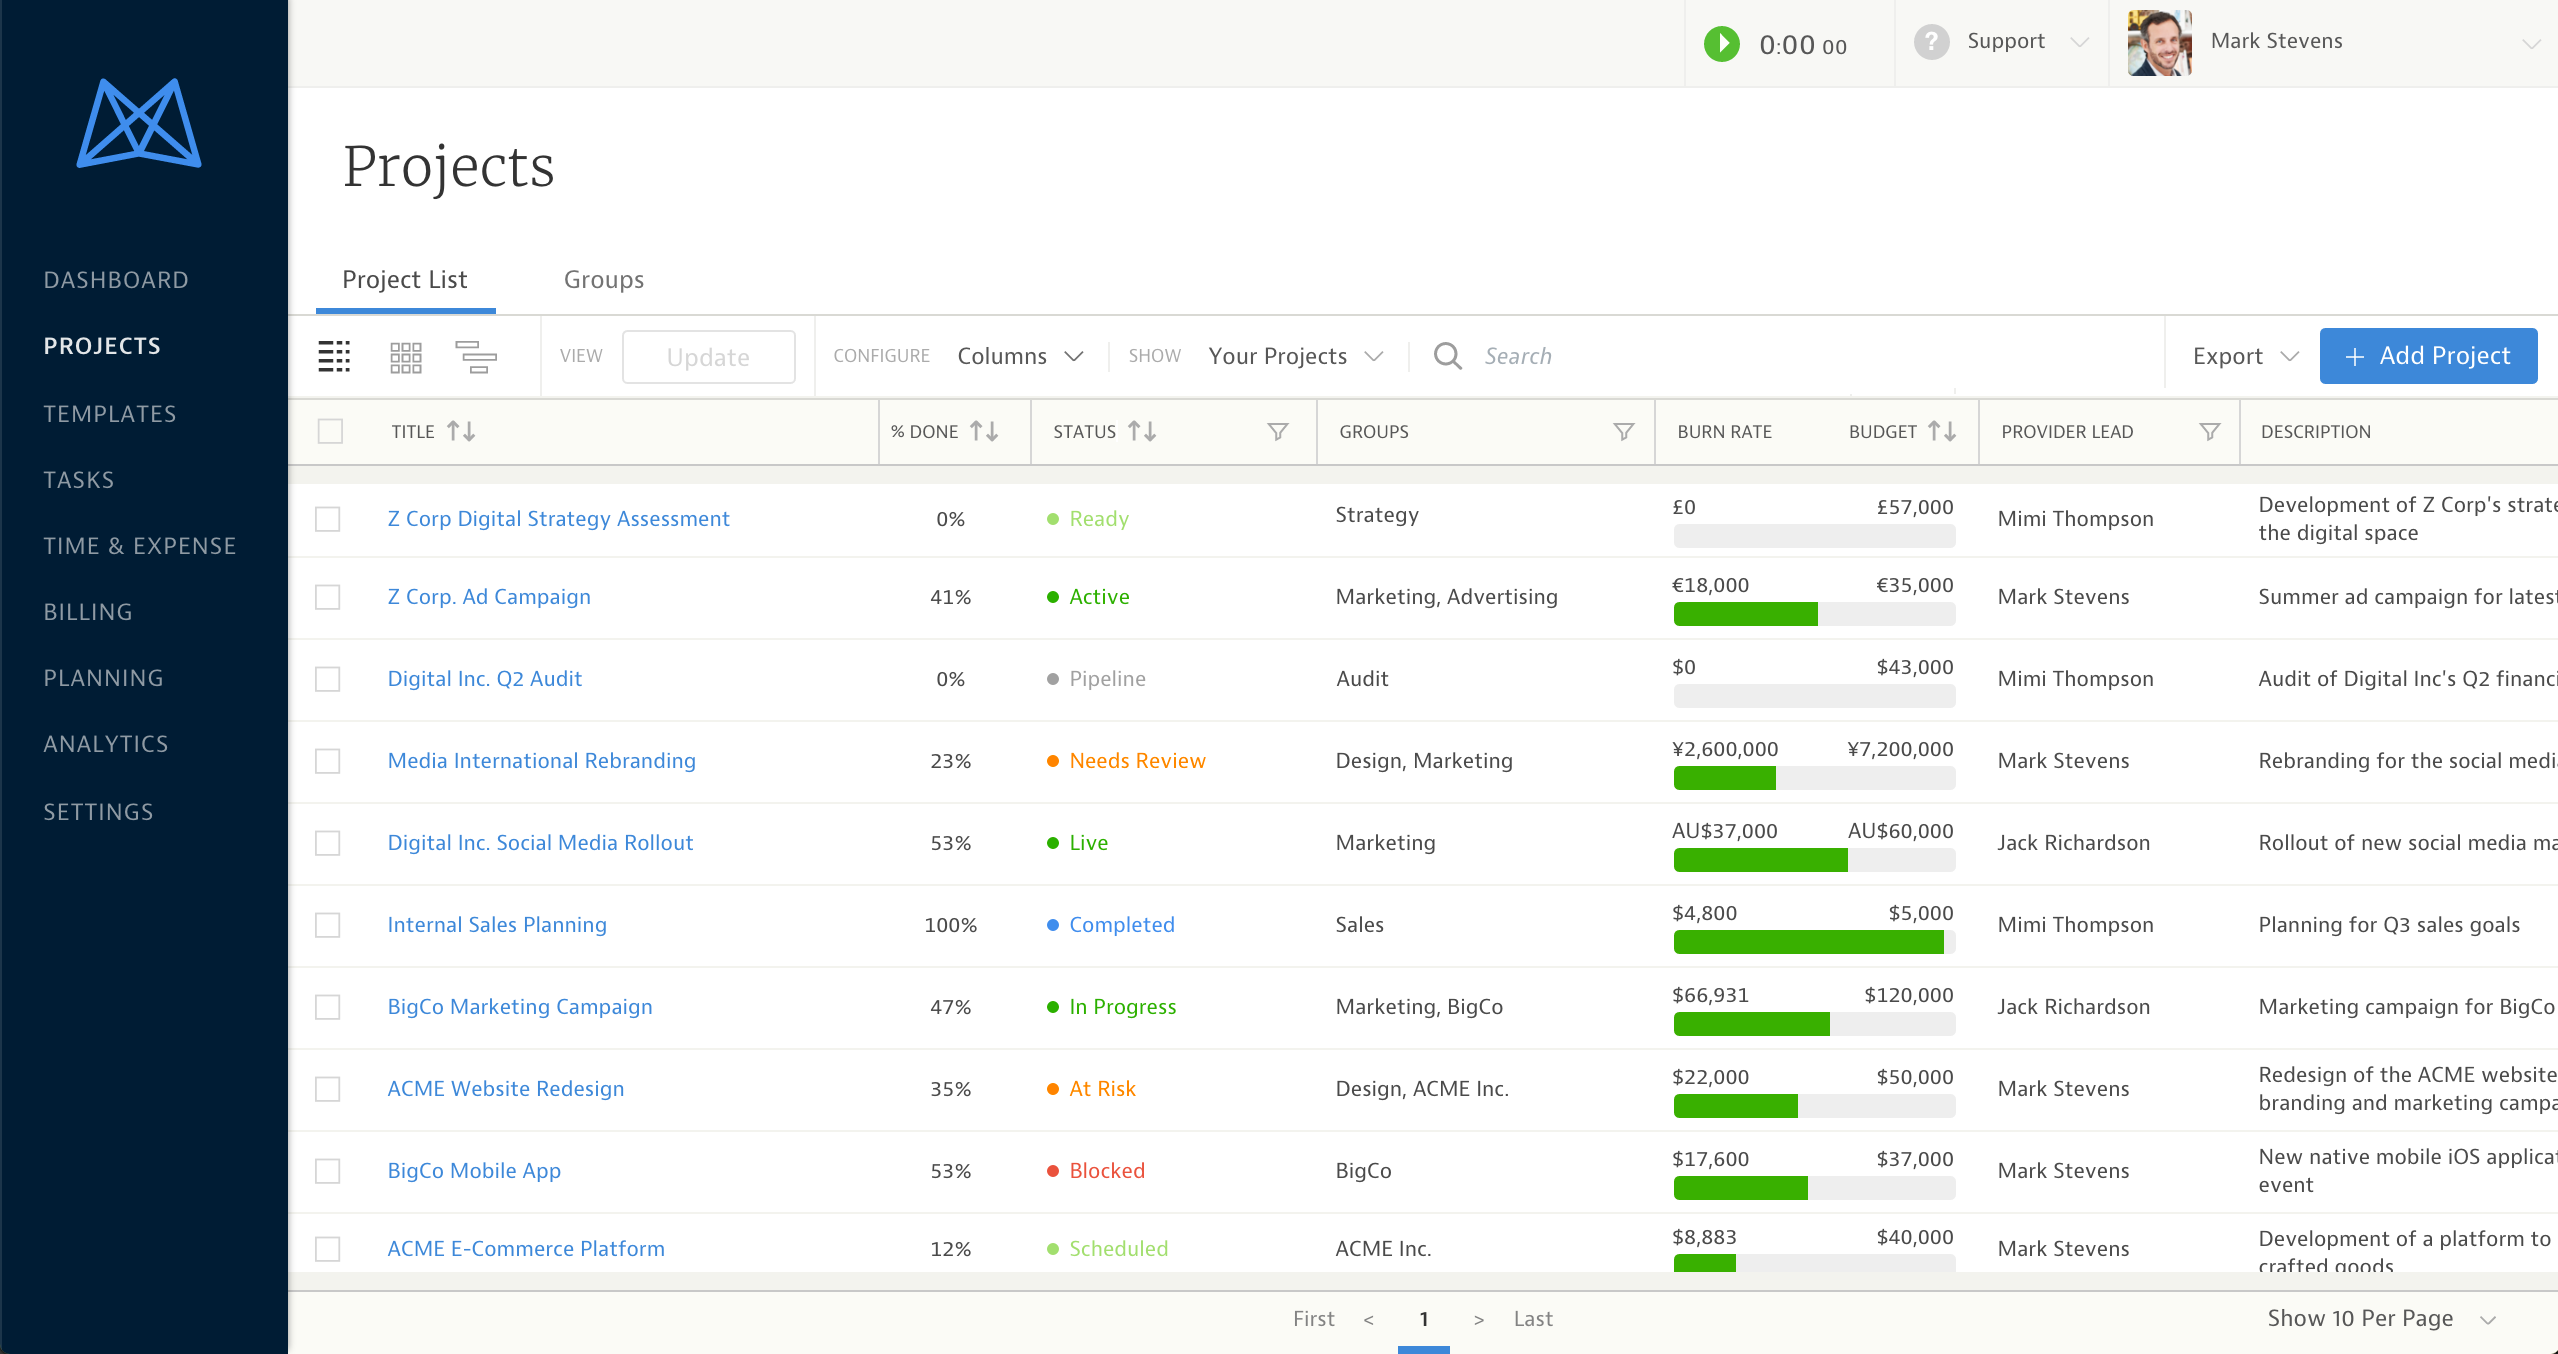 0:00 00
? Support
Mark Stevens
Projects
DASHBOARD
PROJECTS
TEMPLATES
TASKS
TIME & EXPENSE
BILLING
PLANNING
ANALYTICS
SETTINGS
Project List Groups
VIEW Update CONFIGURE Columns SHOW Your Projects Search Export + Add Project
TITLE % DONE STATUS GROUPS BURN RATE BUDGET PROVIDER LEAD DESCRIPTION
Z Corp Digital Strategy Assessment 0% Ready Strategy £0 £57,000 Mimi Thompson Development of Z Corp's strate
the digital space
Z Corp. Ad Campaign 41% Active Marketing, Advertising €18,000 €35,000 Mark Stevens Summer ad campaign for latest
Digital Inc. Q2 Audit 0% Pipeline Audit $0 $43,000 Mimi Thompson Audit of Digital Inc's Q2 financi
Media International Rebranding 23% Needs Review Design, Marketing ¥2,600,000 ¥7,200,000 Mark Stevens Rebranding for the social medi
Digital Inc. Social Media Rollout 53% Live Marketing AU$37,000 AU$60,000 Jack Richardson Rollout of new social media ma
Internal Sales Planning 100% Completed Sales $4,800 $5,000 Mimi Thompson Planning for Q3 sales goals
BigCo Marketing Campaign 47% In Progress Marketing, BigCo $66,931 $120,000 Jack Richardson Marketing campaign for BigCo
ACME Website Redesign 35% At Risk Design, ACME Inc. $22,000 $50,000 Mark Stevens Redesign of the ACME website
branding and marketing campa
BigCo Mobile App 53% Blocked BigCo $17,600 $37,000 Mark Stevens New native mobile iOS applicat
event
ACME E-Commerce Platform 12% Scheduled ACME Inc. $8,883 $40,000 Mark Stevens Development of a platform to
crafted goods
First < 1 > Last Show 10 Per Page